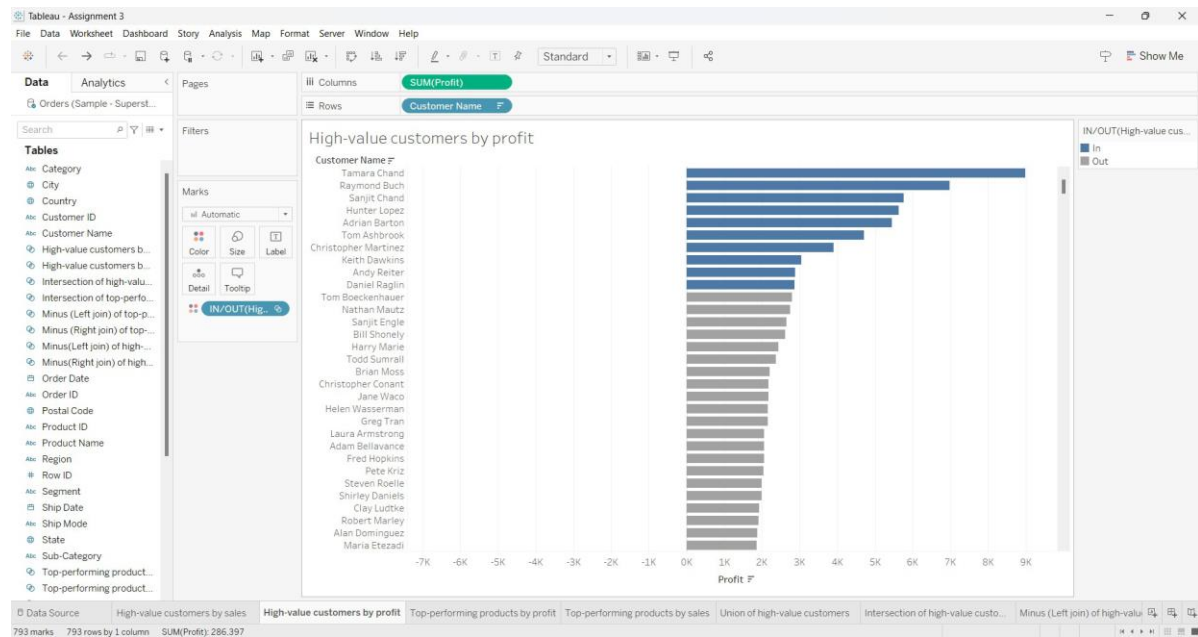 Tableau - Assignment 3
File Data Worksheet Dashboard Story Analysis Map Format Server Window Help
Standard
Show Me
Data Analytics
Orders (Sample - Superst...
Search
Tables
Abc Category
City
Country
Abc Customer ID
Abc Customer Name
High-value customers b...
High-value customers b...
Intersection of high-valu...
Intersection of top-perfo...
Minus (Left join) of top-p...
Minus (Right join) of top-...
Minus(Left join) of high-...
Minus(Right join) of high...
Order Date
Abc Order ID
Postal Code
Abc Product ID
Abc Product Name
Abc Region
# Row ID
Abc Segment
Ship Date
Abc Ship Mode
State
Abc Sub-Category
Top-performing product...
Top-performing product...
Pages
Filters
Marks
Automatic
Color Size Label
Detail Tooltip
IN/OUT(Hig..
Columns SUM(Profit)
Rows Customer Name
High-value customers by profit
Customer Name
Tamara Chand
Raymond Buch
Sanjit Chand
Hunter Lopez
Adrian Barton
Tom Ashbrook
Christopher Martinez
Keith Dawkins
Andy Reiter
Daniel Raglin
Tom Boeckenhauer
Nathan Mautz
Sanjit Engle
Bill Shonely
Harry Marie
Todd Sumrall
Brian Moss
Christopher Conant
Jane Waco
Helen Wasserman
Greg Tran
Laura Armstrong
Adam Bellavance
Fred Hopkins
Pete Kriz
Steven Roelle
Shirley Daniels
Clay Ludtke
Robert Marley
Alan Dominguez
Maria Etezadi
-7K -6K -5K -4K -3K -2K -1K 0K 1K 2K 3K 4K 5K 6K 7K 8K 9K
Profit
IN/OUT(High-value cus...
In
Out
Data Source High-value customers by sales High-value customers by profit Top-performing products by profit Top-performing products by sales Union of high-value customers Intersection of high-value custo... Minus (Left join) of high-valu
793 marks 793 rows by 1 column SUM(Profit): 286,397